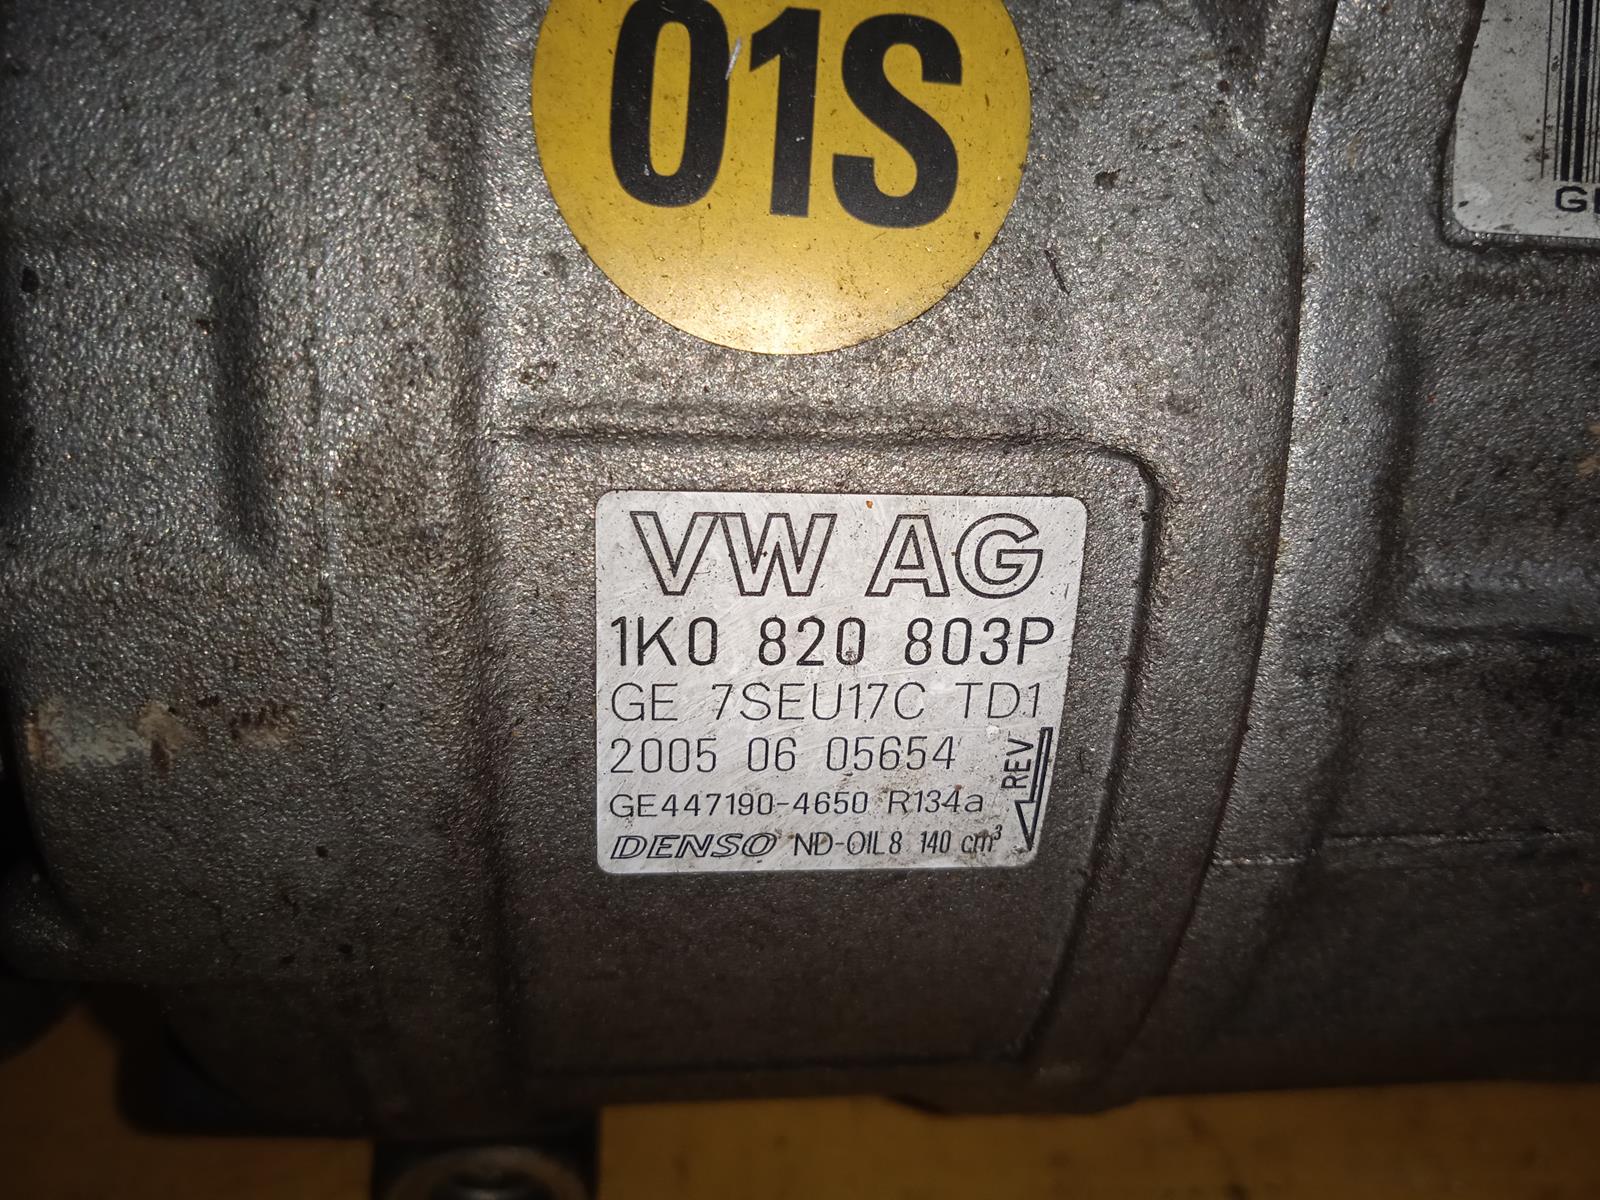 01S
VW AG
1K0 820 803P
GE 7SEU17C TD1
2005 06 05654
REV
GE447190-4650 R134a
DENSO ND-OIL8 140 cm³